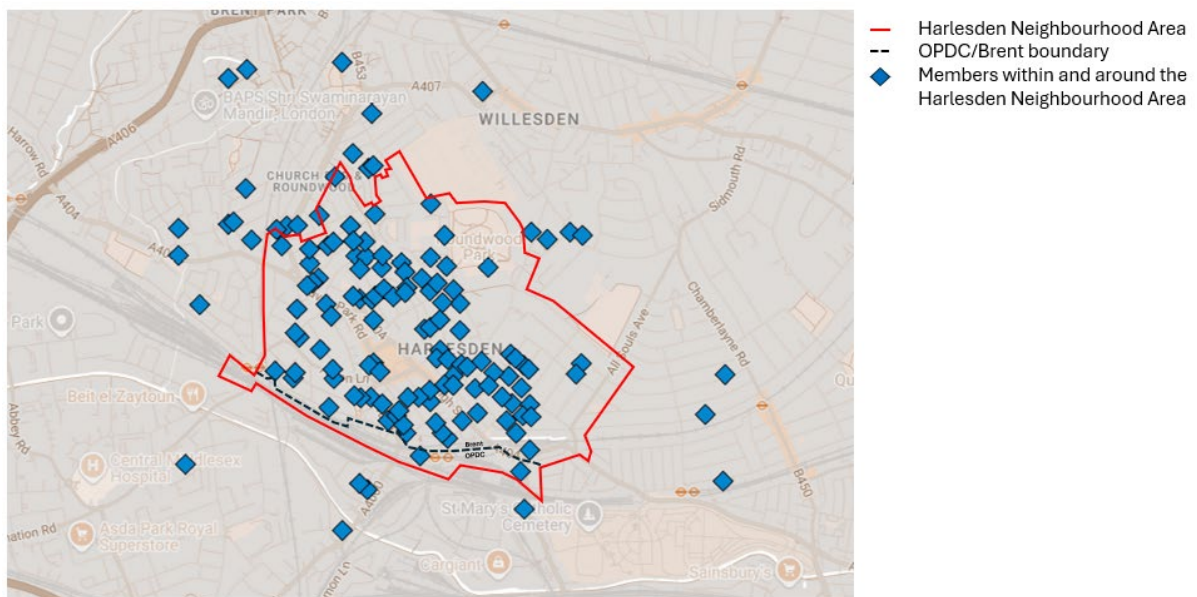 Harlesden Neighbourhood Area
OPDC/Brent boundary
Members within and around the
Harlesden Neighbourhood Area
BRENT PARK
B453
A407
BAPS Shri Swaminarayan
Mandir, London
WILLESDEN
A406
Harrow Rd
CHURCH
ROUNDWOOD
A404
Sidmouth Rd
Park
Park Rd
HARLESDEN
All Souls Ave
Chamberlayne Rd
Beit el Zaytoun
Abbey Rd
Brent
OPDC
Central Middlesex
Hospital
B450
St Mary's Catholic
Cemetery
Asda Park Royal
Superstore
Cargiant
Sainsbury's